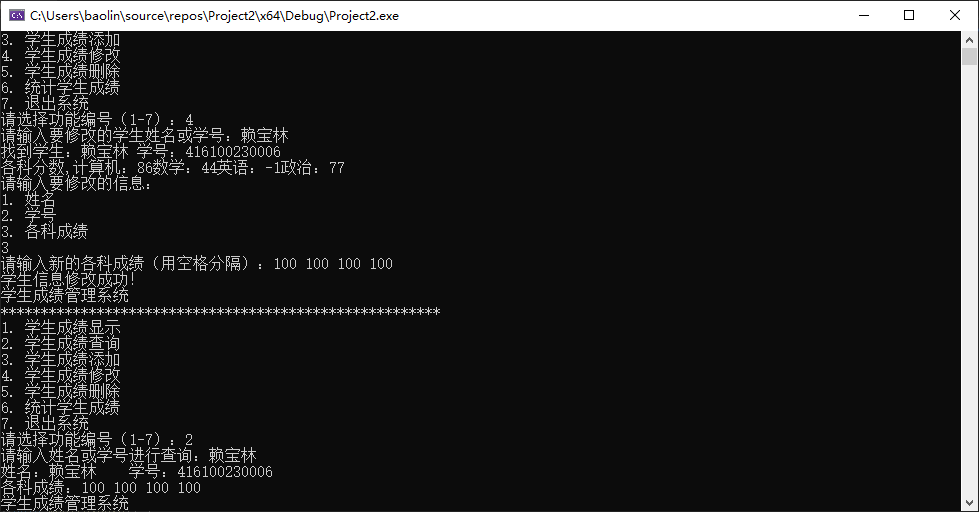 C:\Users\baolin\source\repos\Project2\x64\Debug\Project2.exe
3. 学生成绩添加
4. 学生成绩修改
5. 学生成绩删除
6. 统计学生成绩
7. 退出系统
请选择功能编号（1-7）：4
请输入要修改的学生姓名或学号：赖宝林
找到学生：赖宝林 学号：416100230006
各科分数,计算机：86数学：44英语：-1政治：77
请输入要修改的信息：
1. 姓名
2. 学号
3. 各科成绩
3
请输入新的各科成绩（用空格分隔）：100 100 100 100
学生信息修改成功!
学生成绩管理系统
*******************************************************
1. 学生成绩显示
2. 学生成绩查询
3. 学生成绩添加
4. 学生成绩修改
5. 学生成绩删除
6. 统计学生成绩
7. 退出系统
请选择功能编号（1-7）：2
请输入姓名或学号进行查询：赖宝林
姓名：赖宝林    学号：416100230006
各科成绩：100 100 100 100
学生成绩管理系统